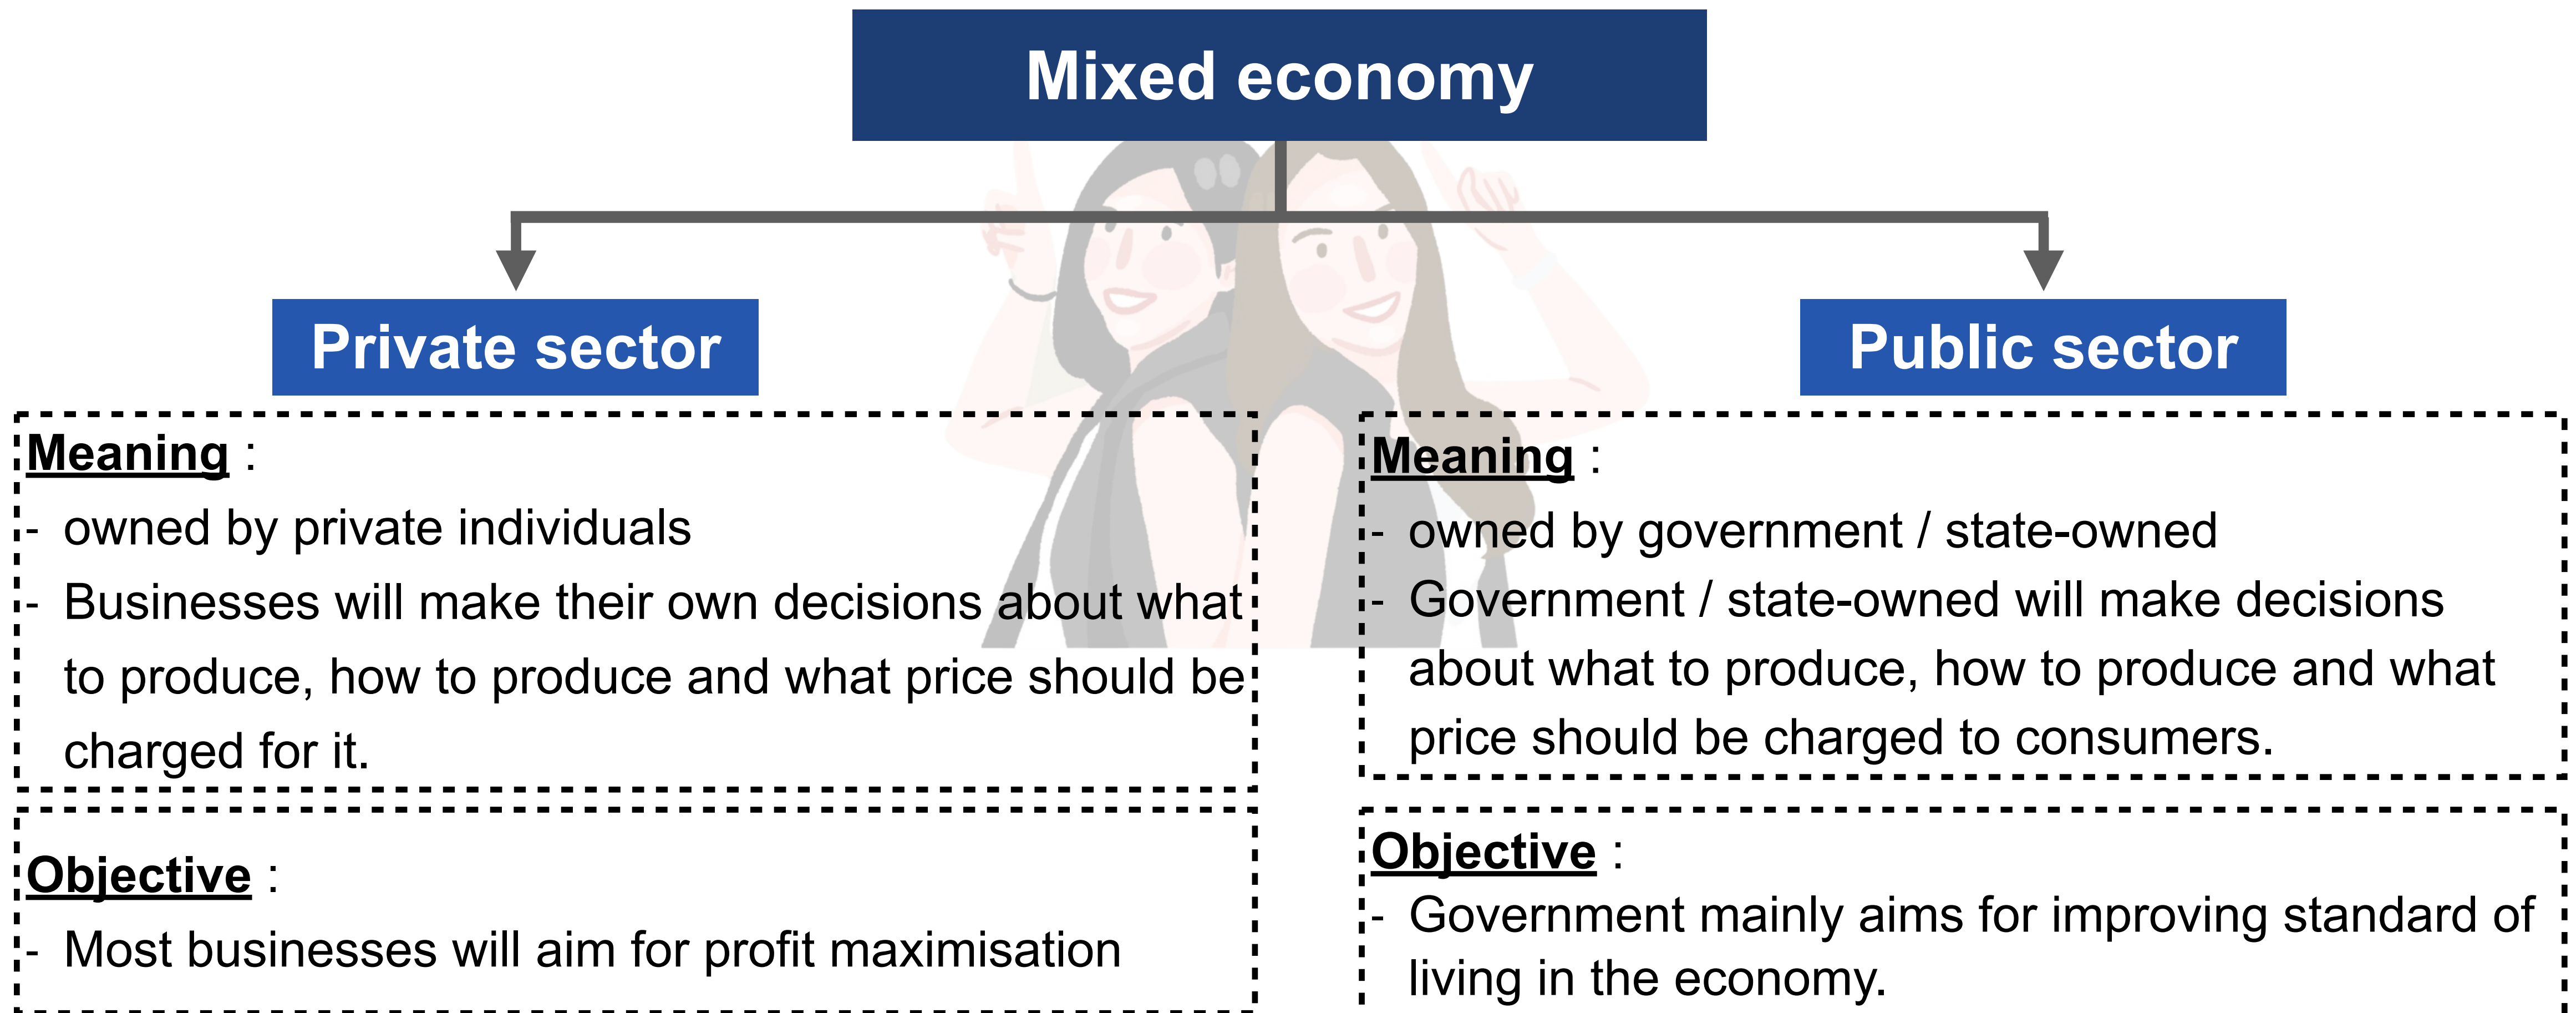 Mixed economy
Private sector
Meaning :
- owned by private individuals
- Businesses will make their own decisions about what
to produce, how to produce and what price should be
charged for it.
Objective :
- Most businesses will aim for profit maximisation
Public sector
Meaning :
- owned by government / state-owned
- Government / state-owned will make decisions
about what to produce, how to produce and what
price should be charged to consumers.
Objective :
- Government mainly aims for improving standard of
living in the economy.